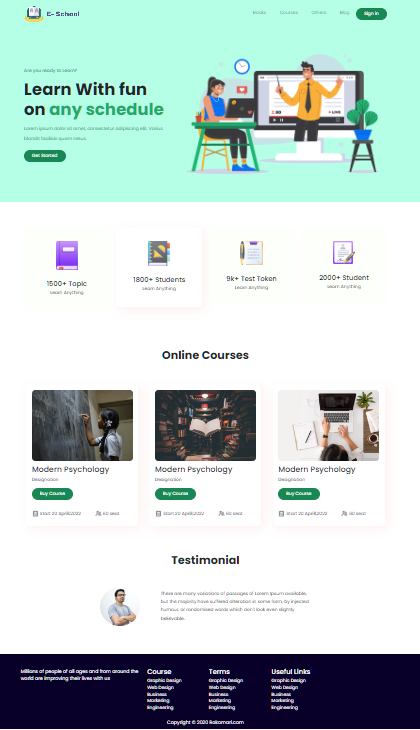 E- School
Books Courses Others Blog Sign in
Are you ready to Learn?
Learn With fun
on any schedule
Lorem ipsum dolor sit amet, consectetur adipiscing elit. Varius
blandit facilisis quam netus.
Get Started
1500+ Topic
Learn Anything
1800+ Students
Learn Anything
9k+ Test Token
Learn Anything
2000+ Student
Learn Anything
Online Courses
Modern Psychology
Designation
Buy Course
Start 20 April,2022 60 seat
Modern Psychology
Designation
Buy Course
Start 20 April,2022 60 seat
Modern Psychology
Designation
Buy Course
Start 20 April,2022 60 seat
Testimonial
There are many variations of passages of Lorem Ipsum available,
but the majority have suffered alteration in some form, by injected
humour, or randomised words which don't look even slightly
believable.
Millions of people of all ages and from around the
world are improving their lives with us
Course
Graphic Design
Web Design
Business
Marketing
Engineering
Terms
Graphic Design
Web Design
Business
Marketing
Engineering
Useful Links
Graphic Design
Web Design
Business
Marketing
Engineering
Copyright © 2020 Rokomari.com